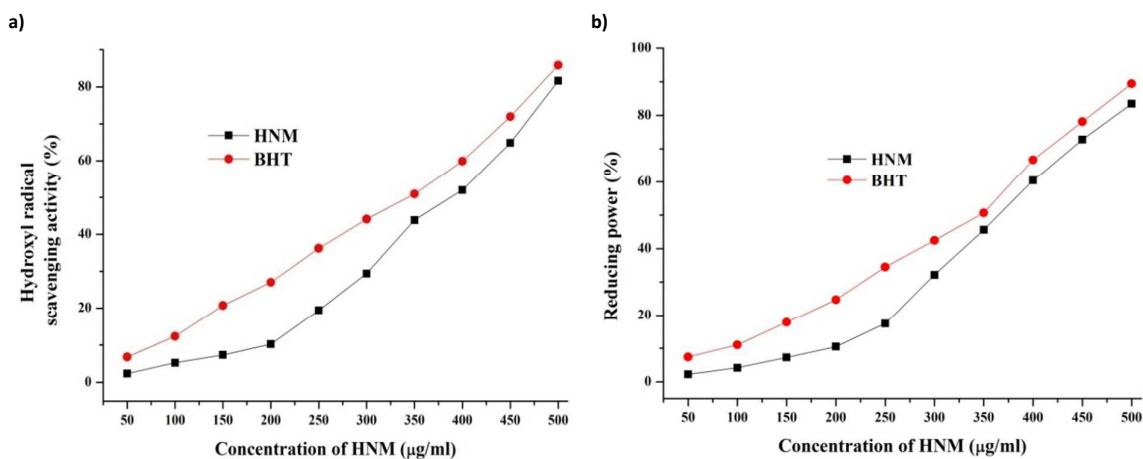 a)
Hydroxyl radical
scavenging activity (%)
80
60
40
20
0
HNM
BHT
50 100 150 200 250 300 350 400 450 500
Concentration of HNM (μg/ml)
b)
Reducing power (%)
100
80
60
40
20
0
HNM
BHT
50 100 150 200 250 300 350 400 450 500
Concentration of HNM (μg/ml)